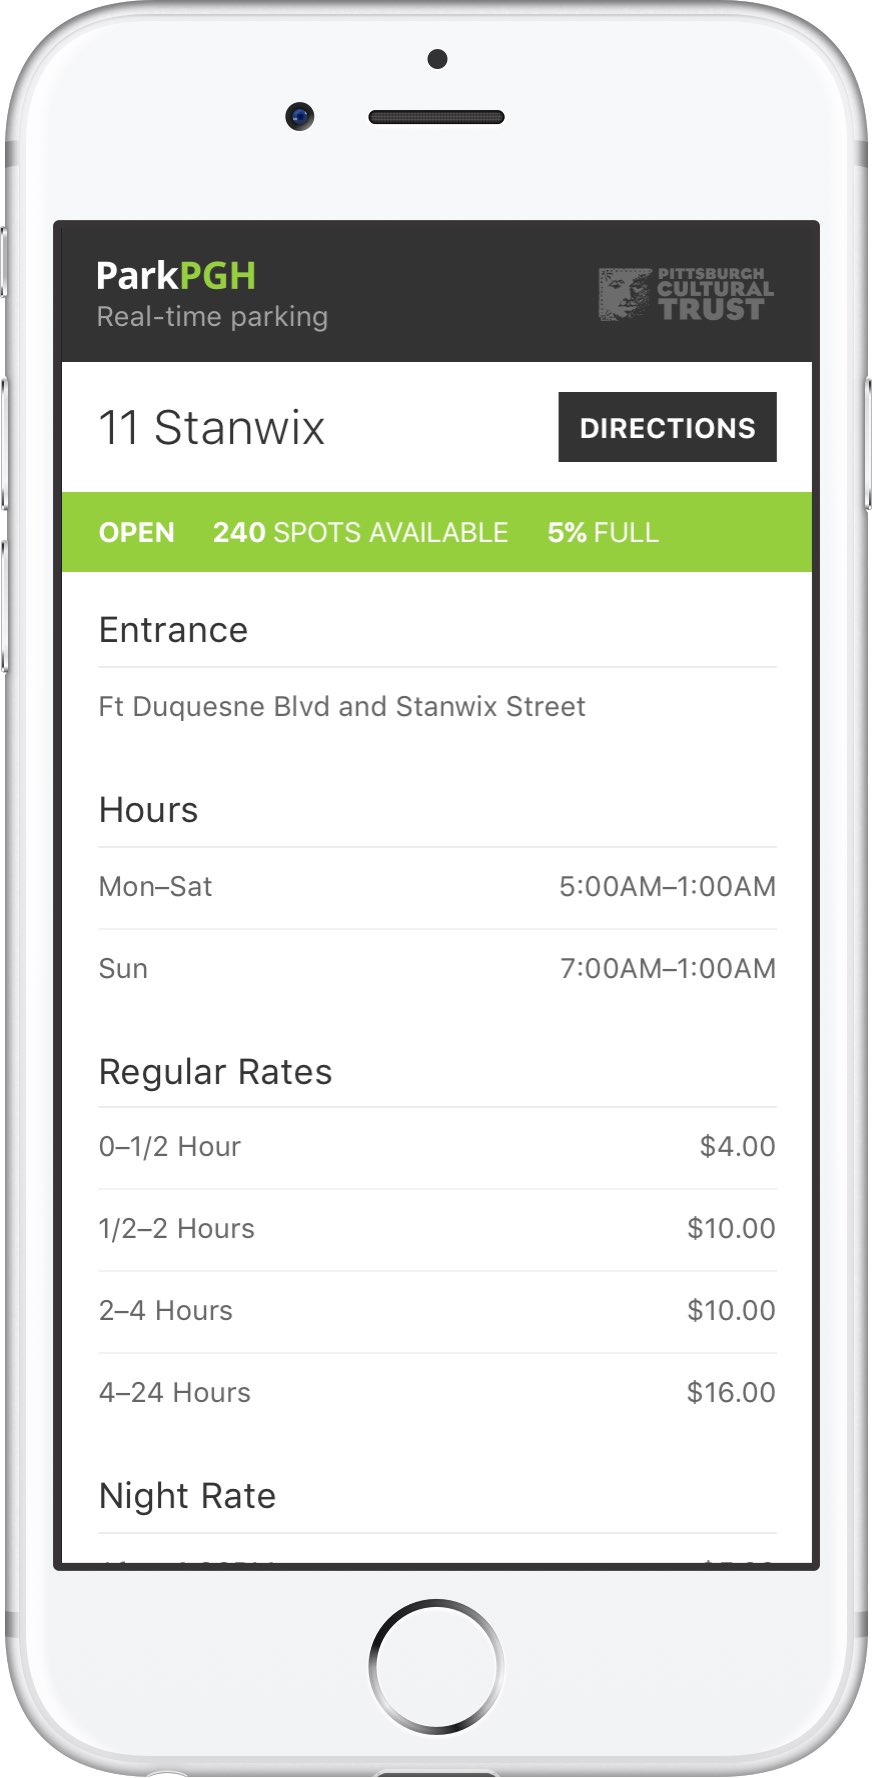 ParkPGH
Real-time parking
PITTSBURGH
CULTURAL
TRUST
11 Stanwix
DIRECTIONS
OPEN 240 SPOTS AVAILABLE 5% FULL
Entrance
Ft Duquesne Blvd and Stanwix Street
Hours
Mon–Sat 5:00AM–1:00AM
Sun 7:00AM–1:00AM
Regular Rates
0–1/2 Hour $4.00
1/2–2 Hours $10.00
2–4 Hours $10.00
4–24 Hours $16.00
Night Rate